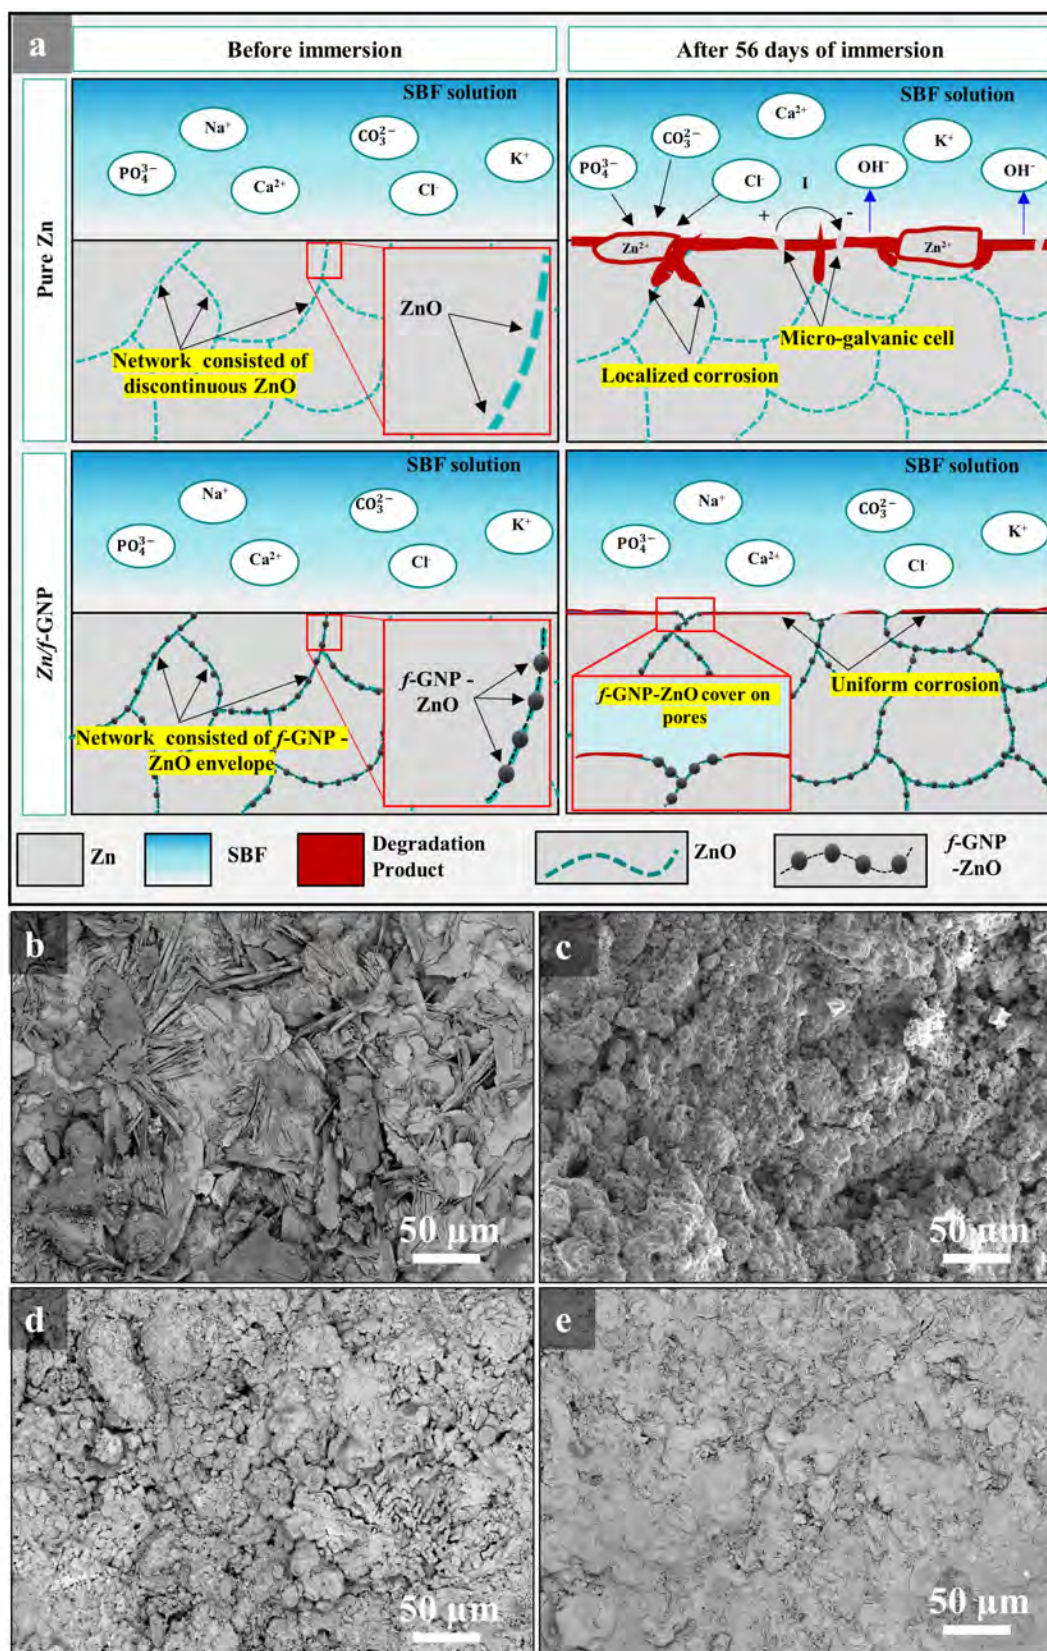 a
Before immersion
After 56 days of immersion
Pure Zn
SBF solution
Na⁺
CO₃²⁻
K⁺
PO₄³⁻
Ca²⁺
Cl⁻
ZnO
Network consisted of
discontinuous ZnO
SBF solution
Ca²⁺
CO₃²⁻
K⁺
PO₄³⁻
Cl⁻
I
OH⁻
OH⁻
+
-
Zn²⁺
Zn²⁺
Micro-galvanic cell
Localized corrosion
Zn/f-GNP
SBF solution
Na⁺
CO₃²⁻
K⁺
PO₄³⁻
Ca²⁺
Cl⁻
f-GNP -
ZnO
Network consisted of f-GNP -
ZnO envelope
SBF solution
Na⁺
CO₃²⁻
K⁺
PO₄³⁻
Ca²⁺
Cl⁻
f-GNP-ZnO cover on
pores
Uniform corrosion
Zn
SBF
Degradation
Product
ZnO
f-GNP
-ZnO
b
50 µm
c
50 µm
d
50 µm
e
50 µm